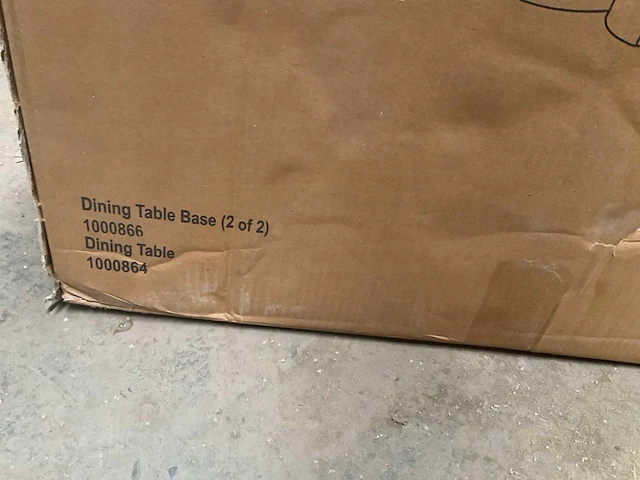 Dining Table Base (2 of 2)
1000866
Dining Table
1000864